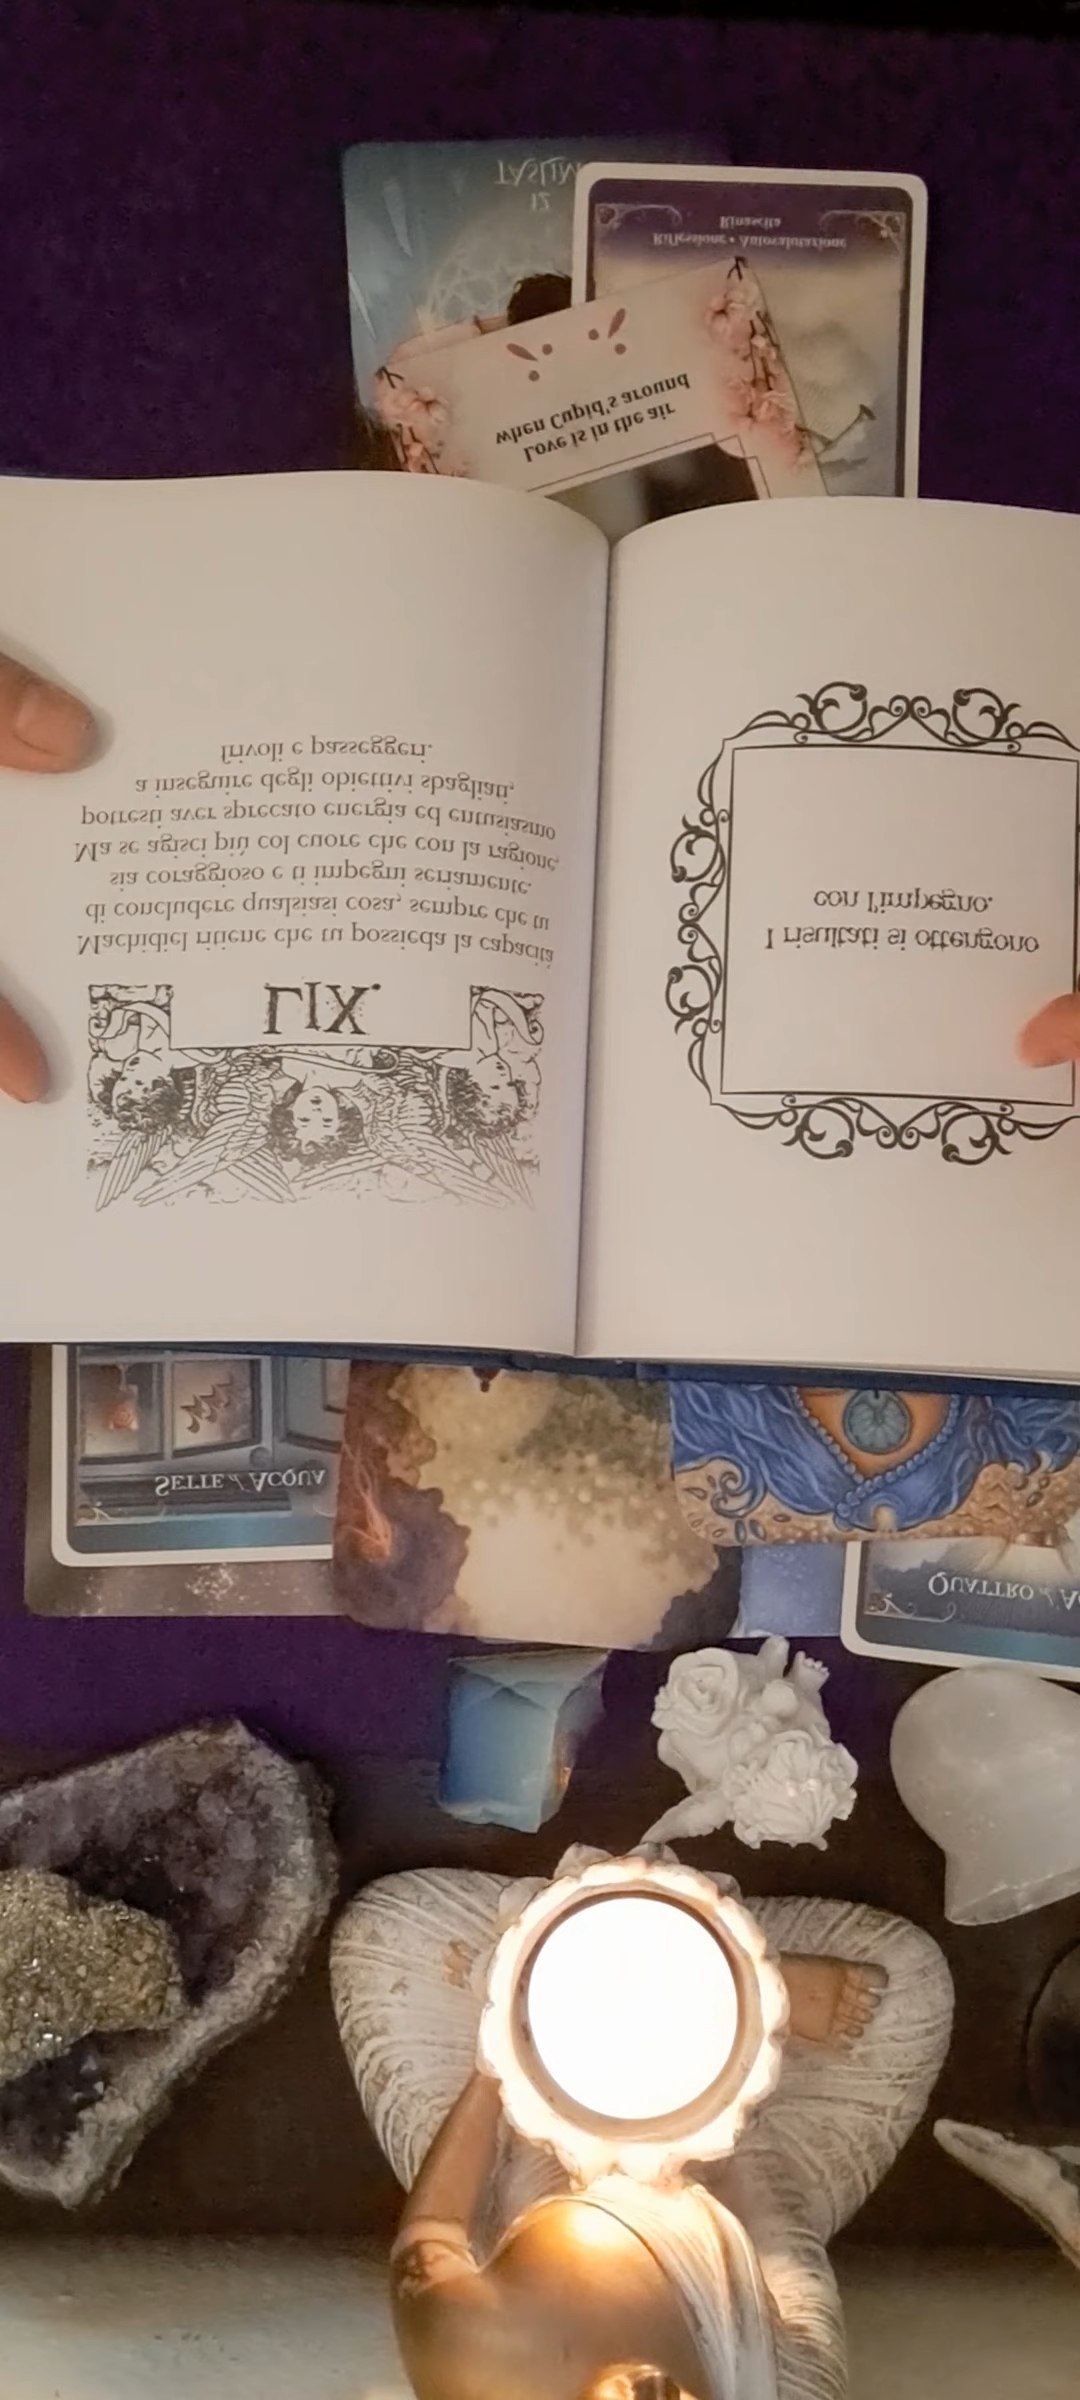 QUATTRO d'A
SETTE d'ACQUA
LIX.
Machidiel ritiene che tu possieda la capacità
di concludere qualsiasi cosa, sempre che tu
sia coraggioso e ti impegni seriamente.
Ma se agisci più col cuore che con la ragione,
potresti aver sprecato energia ed entusiasmo
a inseguire degli obiettivi sbagliati,
frivoli e passeggeri.
I risultati si ottengono
con l'impegno.
Love is in the air
when Cupid's around
Riflessione • Autovalutazione
Rinascita
12
TASLIM